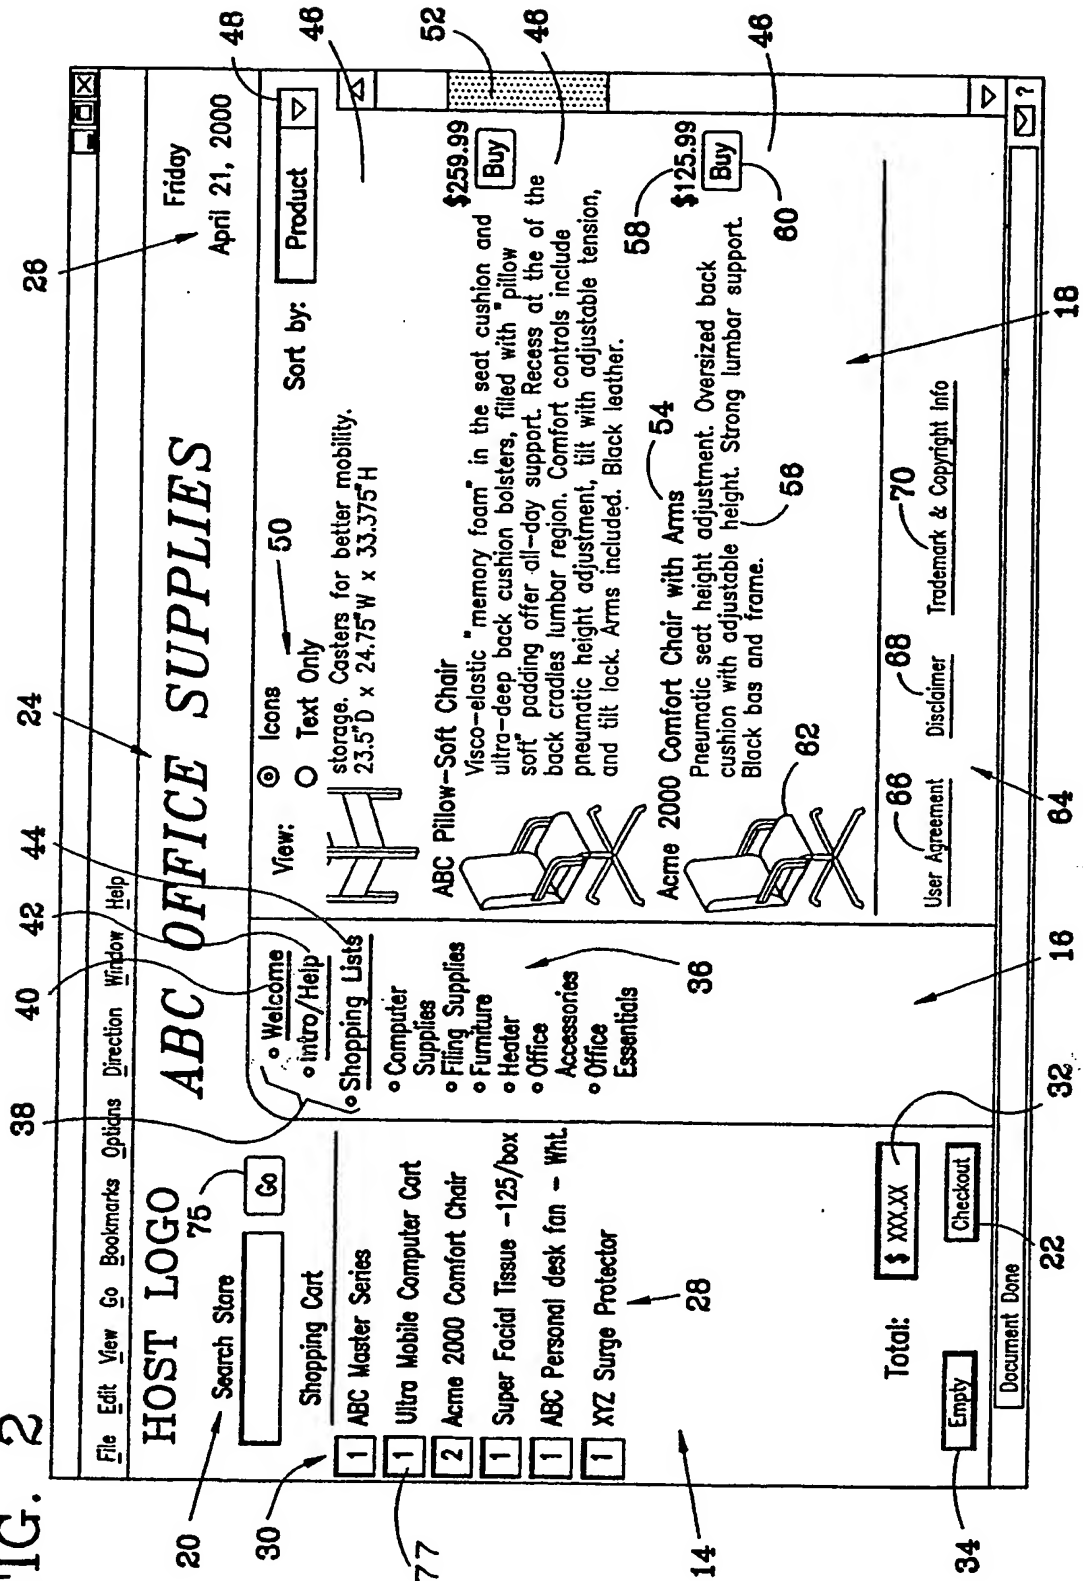 FIG. 2
26
24
44
42
40
38
File Edit View Go Bookmarks Options Direction Window Help
HOST LOGO
ABC OFFICE SUPPLIES
Friday
April 21, 2000
75
20
Search Store
Go
Welcome
intro/Help
Shopping Lists
Computer
Supplies
Filing Supplies
Furniture
Heater
Office
Accessories
Office
Essentials
36
View:
Icons
Text Only
50
Sort by:
Product
48
46
52
46
46
30
Shopping Cart
1 ABC Master Series
1 Ultra Mobile Computer Cart
2 Acme 2000 Comfort Chair
1 Super Facial Tissue -125/box
1 ABC Personal desk fan - Wht.
1 XYZ Surge Protector
77
28
14
storage. Casters for better mobility.
23.5"D x 24.75"W x 33.375"H
ABC Pillow-Soft Chair
$259.99
Buy
Visco-elastic "memory foam" in the seat cushion and
ultra-deep back cushion bolsters, filled with "pillow
soft" padding offer all-day support. Recess at the of the
back cradles lumbar region. Comfort controls include
pneumatic height adjustment, tilt with adjustable tension,
and tilt lock. Arms included. Black leather.
Acme 2000 Comfort Chair with Arms
54
58
$125.99
Buy
60
Pneumatic seat height adjustment. Oversized back
cushion with adjustable height. Strong lumbar support.
Black bas and frame.
56
62
Total:
$ XXX.XX
32
Empty
Checkout
34
22
16
66
68
70
User Agreement
Disclaimer
Trademark & Copyright Info
64
18
Document Done
?